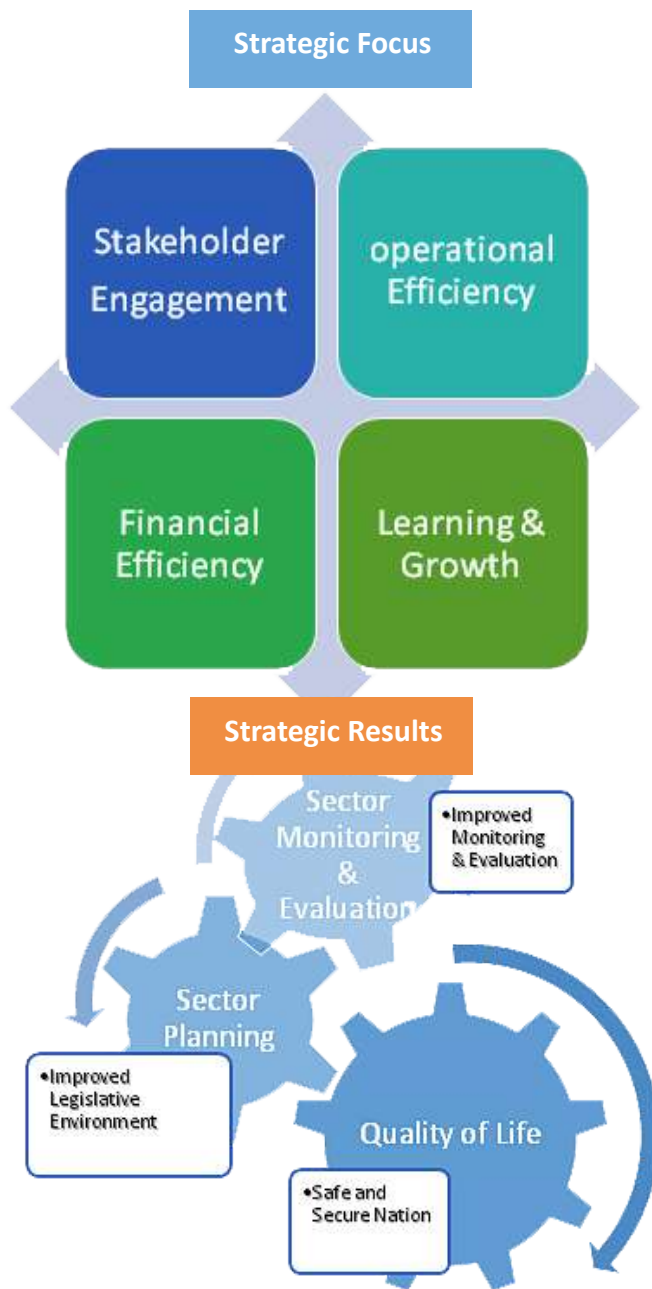 Strategic Focus
Stakeholder
Engagement
operational
Efficiency
Financial
Efficiency
Learning &
Growth
Strategic Results
Sector
Monitoring
&
Evaluation
•Improved
Monitoring
& Evaluation
Sector
Planning
•Improved
Legislative
Environment
Quality of Life
•Safe and
Secure Nation